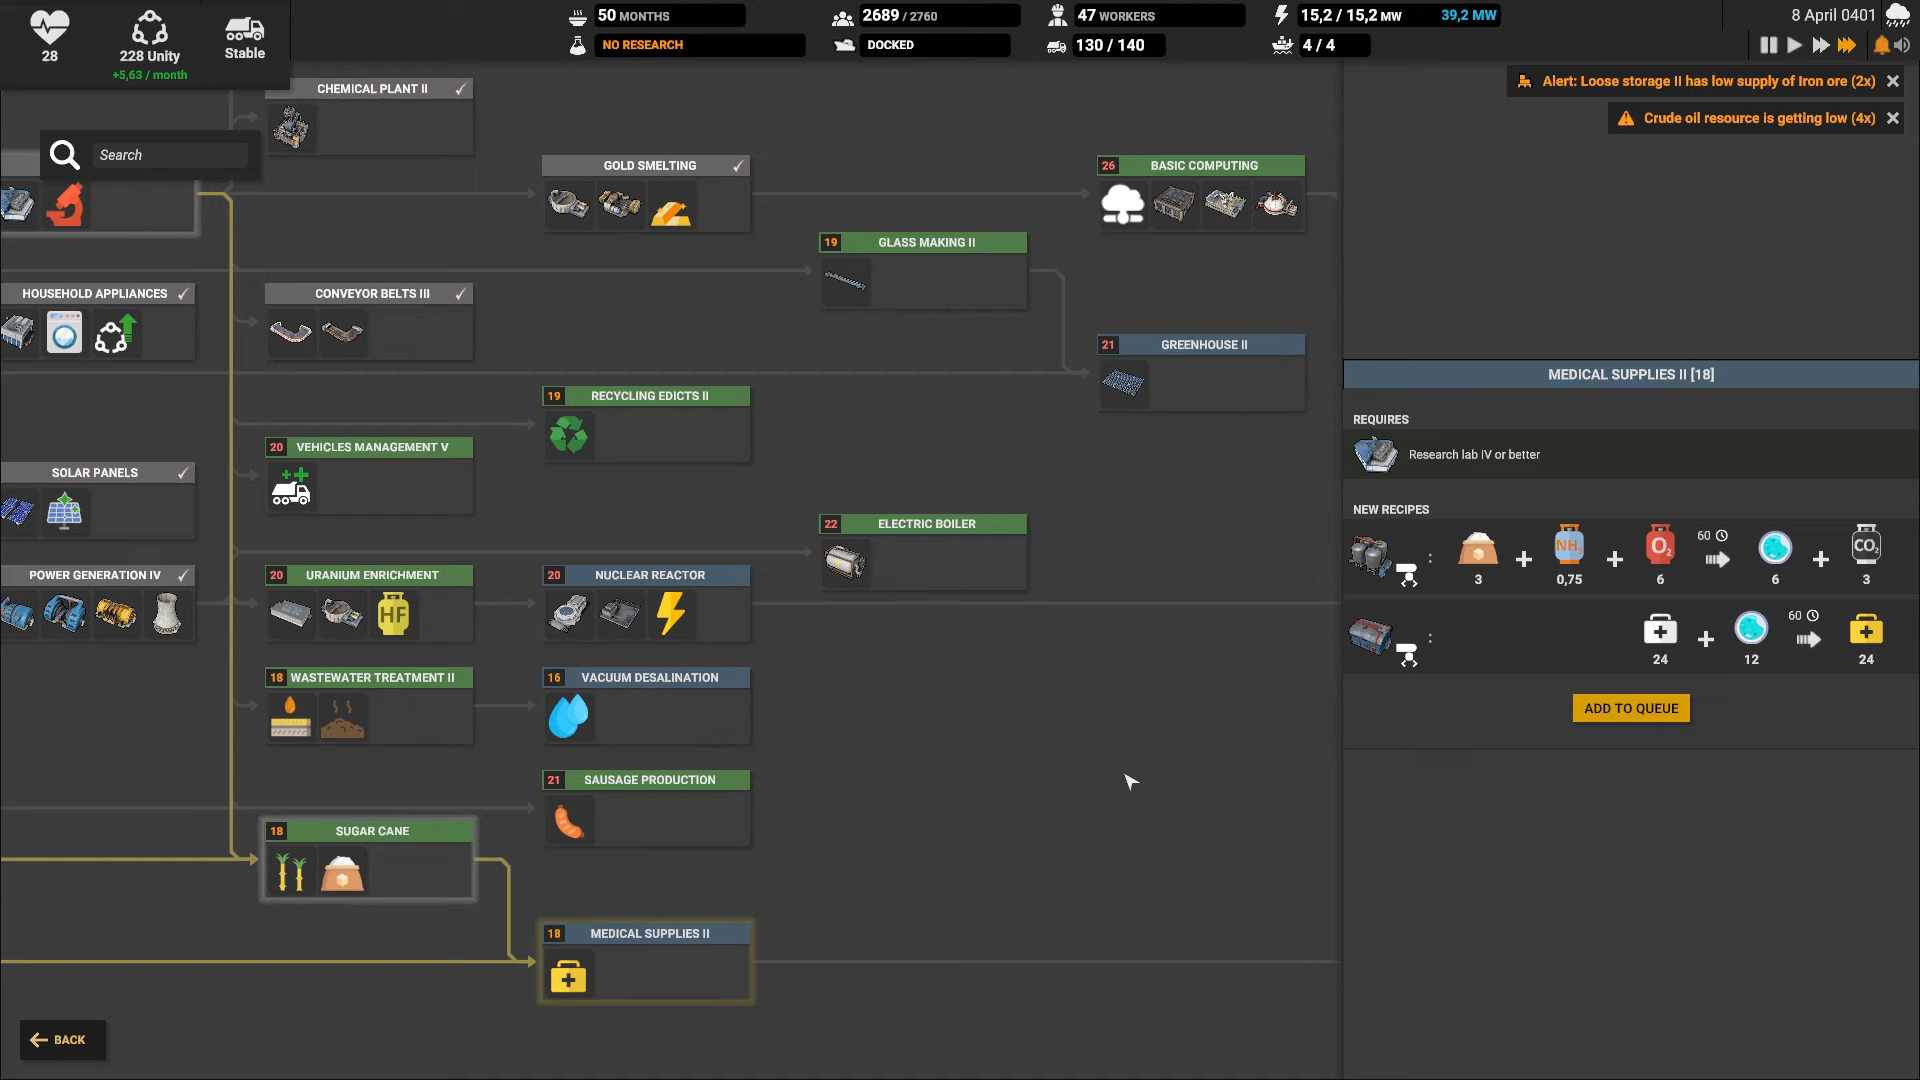 28
228 Unity
+5,63 / month
Stable
50 MONTHS
NO RESEARCH
2689 / 2760
DOCKED
47 WORKERS
130 / 140
15,2 / 15,2 MW
39,2 MW
4 / 4
8 April 0401
Alert: Loose storage II has low supply of Iron ore (2x)
Crude oil resource is getting low (4x)
Search
CHEMICAL PLANT II
GOLD SMELTING
26 BASIC COMPUTING
19 GLASS MAKING II
HOUSEHOLD APPLIANCES
CONVEYOR BELTS III
21 GREENHOUSE II
19 RECYCLING EDICTS II
20 VEHICLES MANAGEMENT V
SOLAR PANELS
22 ELECTRIC BOILER
POWER GENERATION IV
20 URANIUM ENRICHMENT
HF
20 NUCLEAR REACTOR
18 WASTEWATER TREATMENT II
16 VACUUM DESALINATION
21 SAUSAGE PRODUCTION
18 SUGAR CANE
18 MEDICAL SUPPLIES II
BACK
MEDICAL SUPPLIES II [18]
REQUIRES
Research lab IV or better
NEW RECIPES
: + NH3 + O2 60 + CO2
3 0,75 6 6 3
: + 60
24 12 24
ADD TO QUEUE